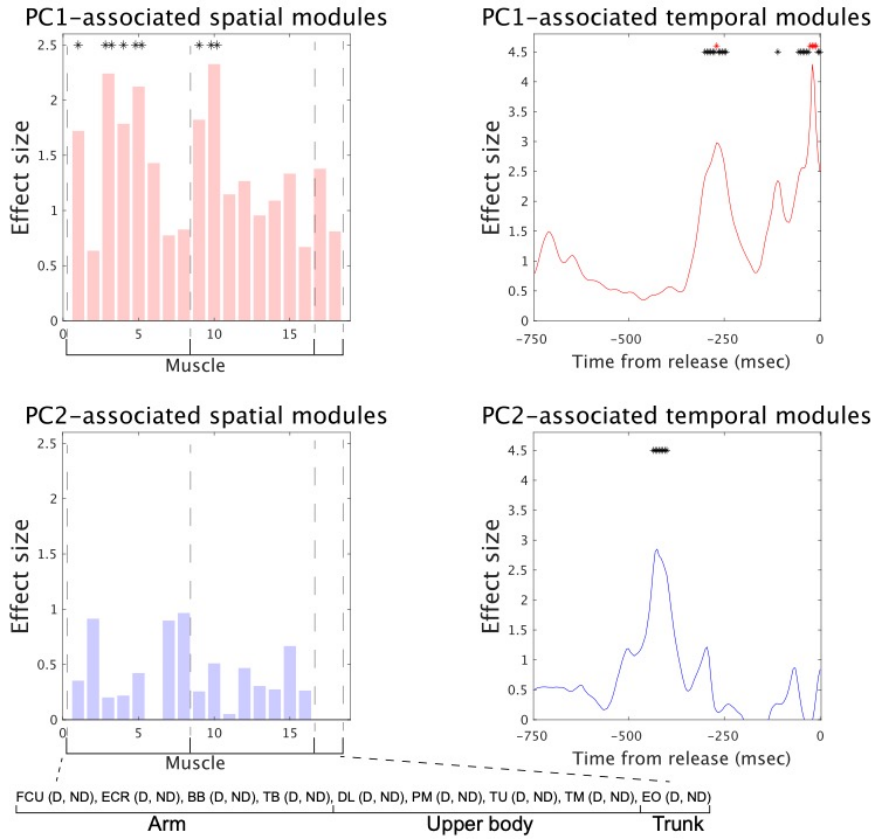 PC1-associated spatial modules
PC1-associated temporal modules
2.5
2
1.5
1
0.5
0
Effect size
* ** * ** * **
0 5 10 15
Muscle
4.5
4
3.5
3
2.5
2
1.5
1
0.5
0
Effect size
-750 -500 -250 0
Time from release (msec)
PC2-associated spatial modules
PC2-associated temporal modules
2.5
2
1.5
1
0.5
0
Effect size
0 5 10 15
Muscle
4.5
4
3.5
3
2.5
2
1.5
1
0.5
0
Effect size
-750 -500 -250 0
Time from release (msec)
FCU (D, ND), ECR (D, ND), BB (D, ND), TB (D, ND), DL (D, ND), PM (D, ND), TU (D, ND), TM (D, ND), EO (D, ND)
Arm Upper body Trunk